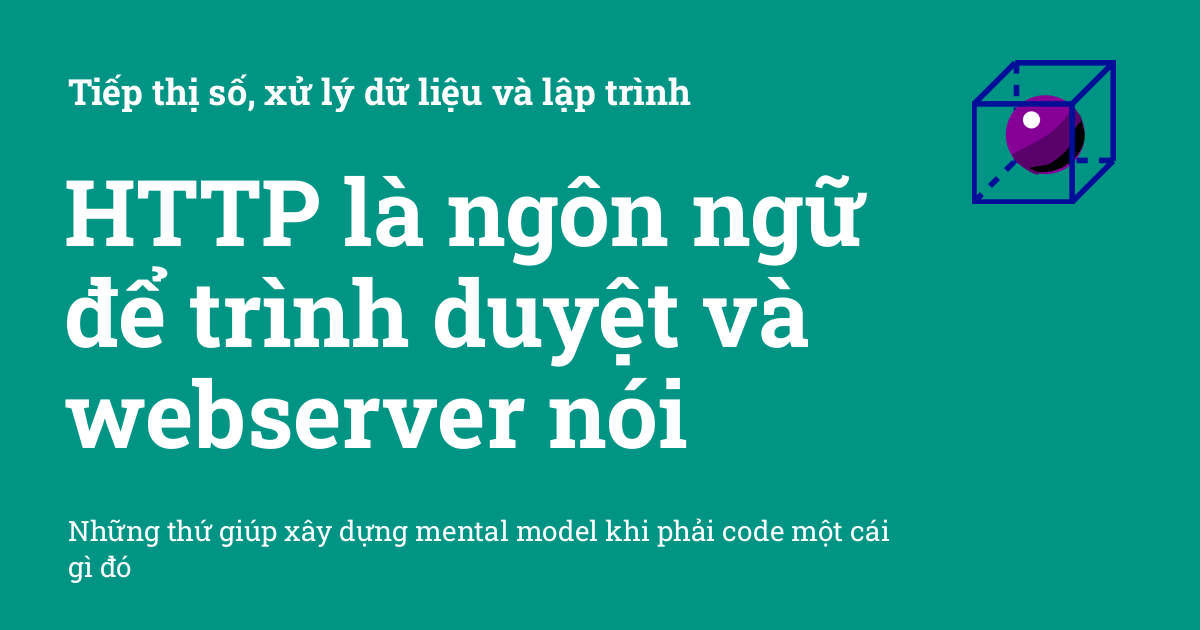 Tiếp thị số, xử lý dữ liệu và lập trình
HTTP là ngôn ngữ
để trình duyệt và
webserver nói
Những thứ giúp xây dựng mental model khi phải code một cái
gì đó